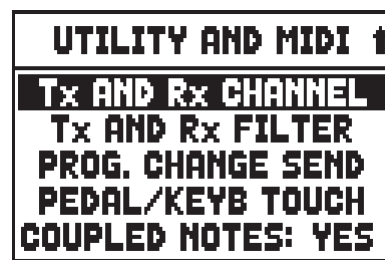 UTILITY AND MIDI
Tx AND Rx CHANNEL
Tx AND Rx FILTER
PROG. CHANGE SEND
PEDAL/KEYB TOUCH
COUPLED NOTES: YES